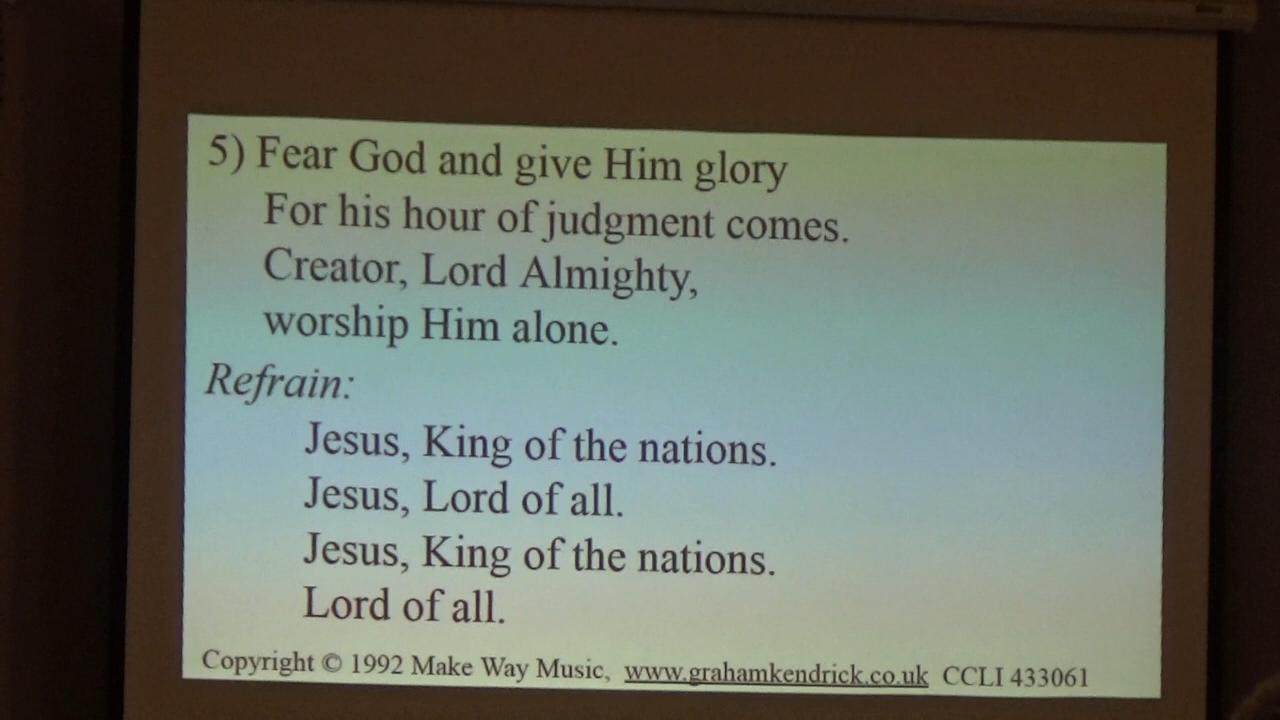 5) Fear God and give Him glory
For his hour of judgment comes.
Creator, Lord Almighty,
worship Him alone.
Refrain:
Jesus, King of the nations.
Jesus, Lord of all.
Jesus, King of the nations.
Lord of all.
Copyright © 1992 Make Way Music, www.grahamkendrick.co.uk CCLI 433061